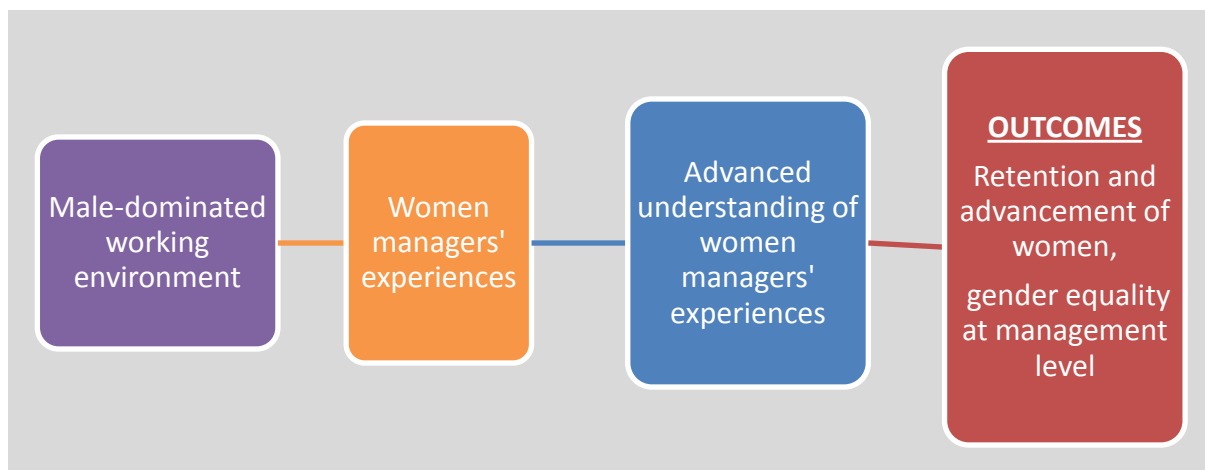 Male-dominated
working
environment
Women
managers'
experiences
Advanced
understanding of
women
managers'
experiences
OUTCOMES
Retention and
advancement of
women,
gender equality
at management
level